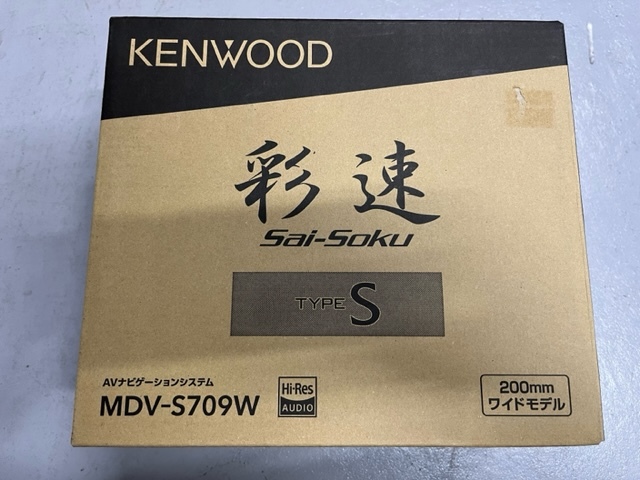 KENWOOD
彩速
Sai-Soku
TYPE S
AVナビゲーションシステム
MDV-S709W
Hi-Res
AUDIO
200mm
ワイドモデル